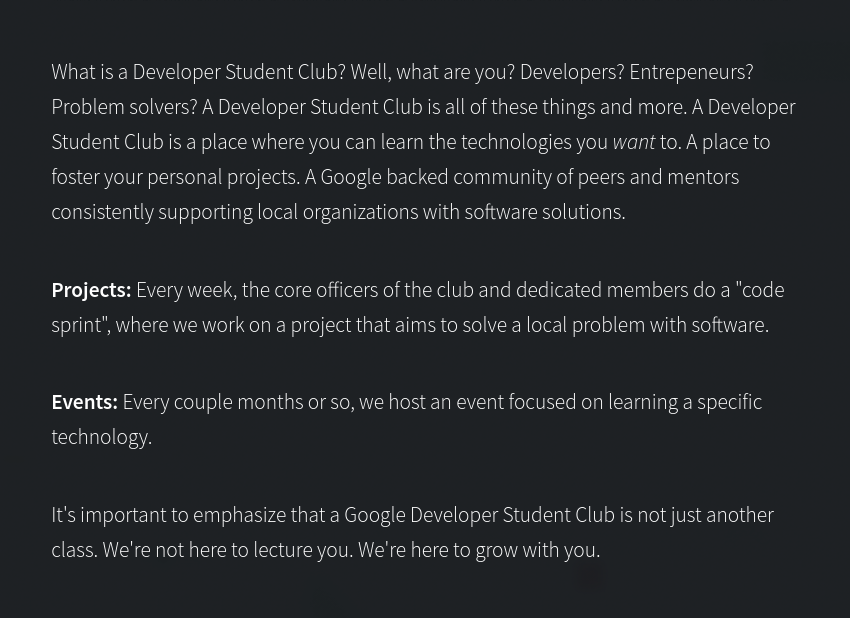 What is a Developer Student Club? Well, what are you? Developers? Entrepeneurs?
Problem solvers? A Developer Student Club is all of these things and more. A Developer
Student Club is a place where you can learn the technologies you want to. A place to
foster your personal projects. A Google backed community of peers and mentors
consistently supporting local organizations with software solutions.
Projects: Every week, the core officers of the club and dedicated members do a "code
sprint", where we work on a project that aims to solve a local problem with software.
Events: Every couple months or so, we host an event focused on learning a specific
technology.
It's important to emphasize that a Google Developer Student Club is not just another
class. We're not here to lecture you. We're here to grow with you.